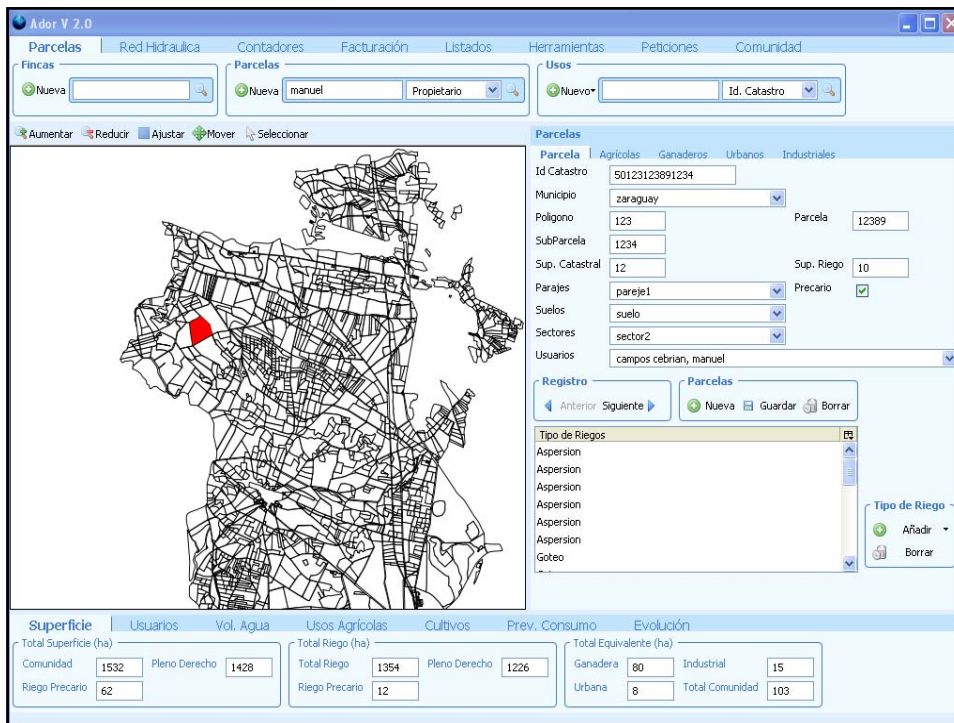 Ador V 2.0
Parcelas Red Hidraulica Contadores Facturación Listados Herramientas Peticiones Comunidad
Fincas Parcelas Usos
Nueva Nueva manuel Propietario Nuevo Id. Catastro
Aumentar Reducir Ajustar Mover Seleccionar
Parcelas
Parcela Agrícolas Ganaderos Urbanos Industriales
Id Catastro 50123123891234
Municipio zaraguay
Poligono 123 Parcela 12389
SubParcela 1234
Sup. Catastral 12 Sup. Riego 10
Parajes pareje1 Precario
Suelos suelo
Sectores sector2
Usuarios campos cebrian, manuel
Registro Parcelas
Anterior Siguiente Nueva Guardar Borrar
Tipo de Riegos
Aspersion
Aspersion
Aspersion
Aspersion
Aspersion
Aspersion
Goteo
Tipo de Riego
Añadir
Borrar
Superficie Usuarios Vol. Agua Usos Agrícolas Cultivos Prev. Consumo Evolución
Total Superficie (ha) Total Riego (ha) Total Equivalente (ha)
Comunidad 1532 Pleno Derecho 1428 Total Riego 1354 Pleno Derecho 1226 Ganadera 80 Industrial 15
Riego Precario 62 Riego Precario 12 Urbana 8 Total Comunidad 103